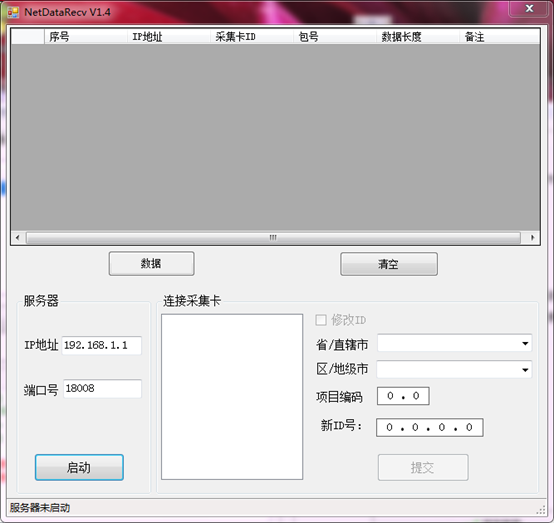 NetDataRecv V1.4
序号 IP地址 采集卡ID 包号 数据长度 备注
数据 清空
服务器
IP地址 192.168.1.1
端口号 18008
启动
连接采集卡
修改ID
省/直辖市
区/地级市
项目编码 0 . 0
新ID号: 0 . 0 . 0 . 0
提交
服务器未启动